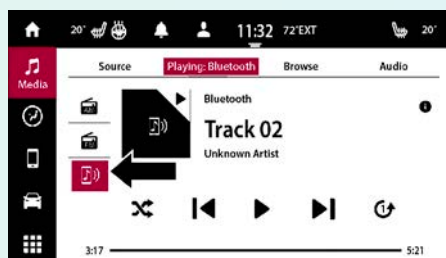 20° 11:32 72°EXT 20°
Media
Source Playing: Bluetooth Browse Audio
Bluetooth
Track 02
Unknown Artist
3:17 5:21